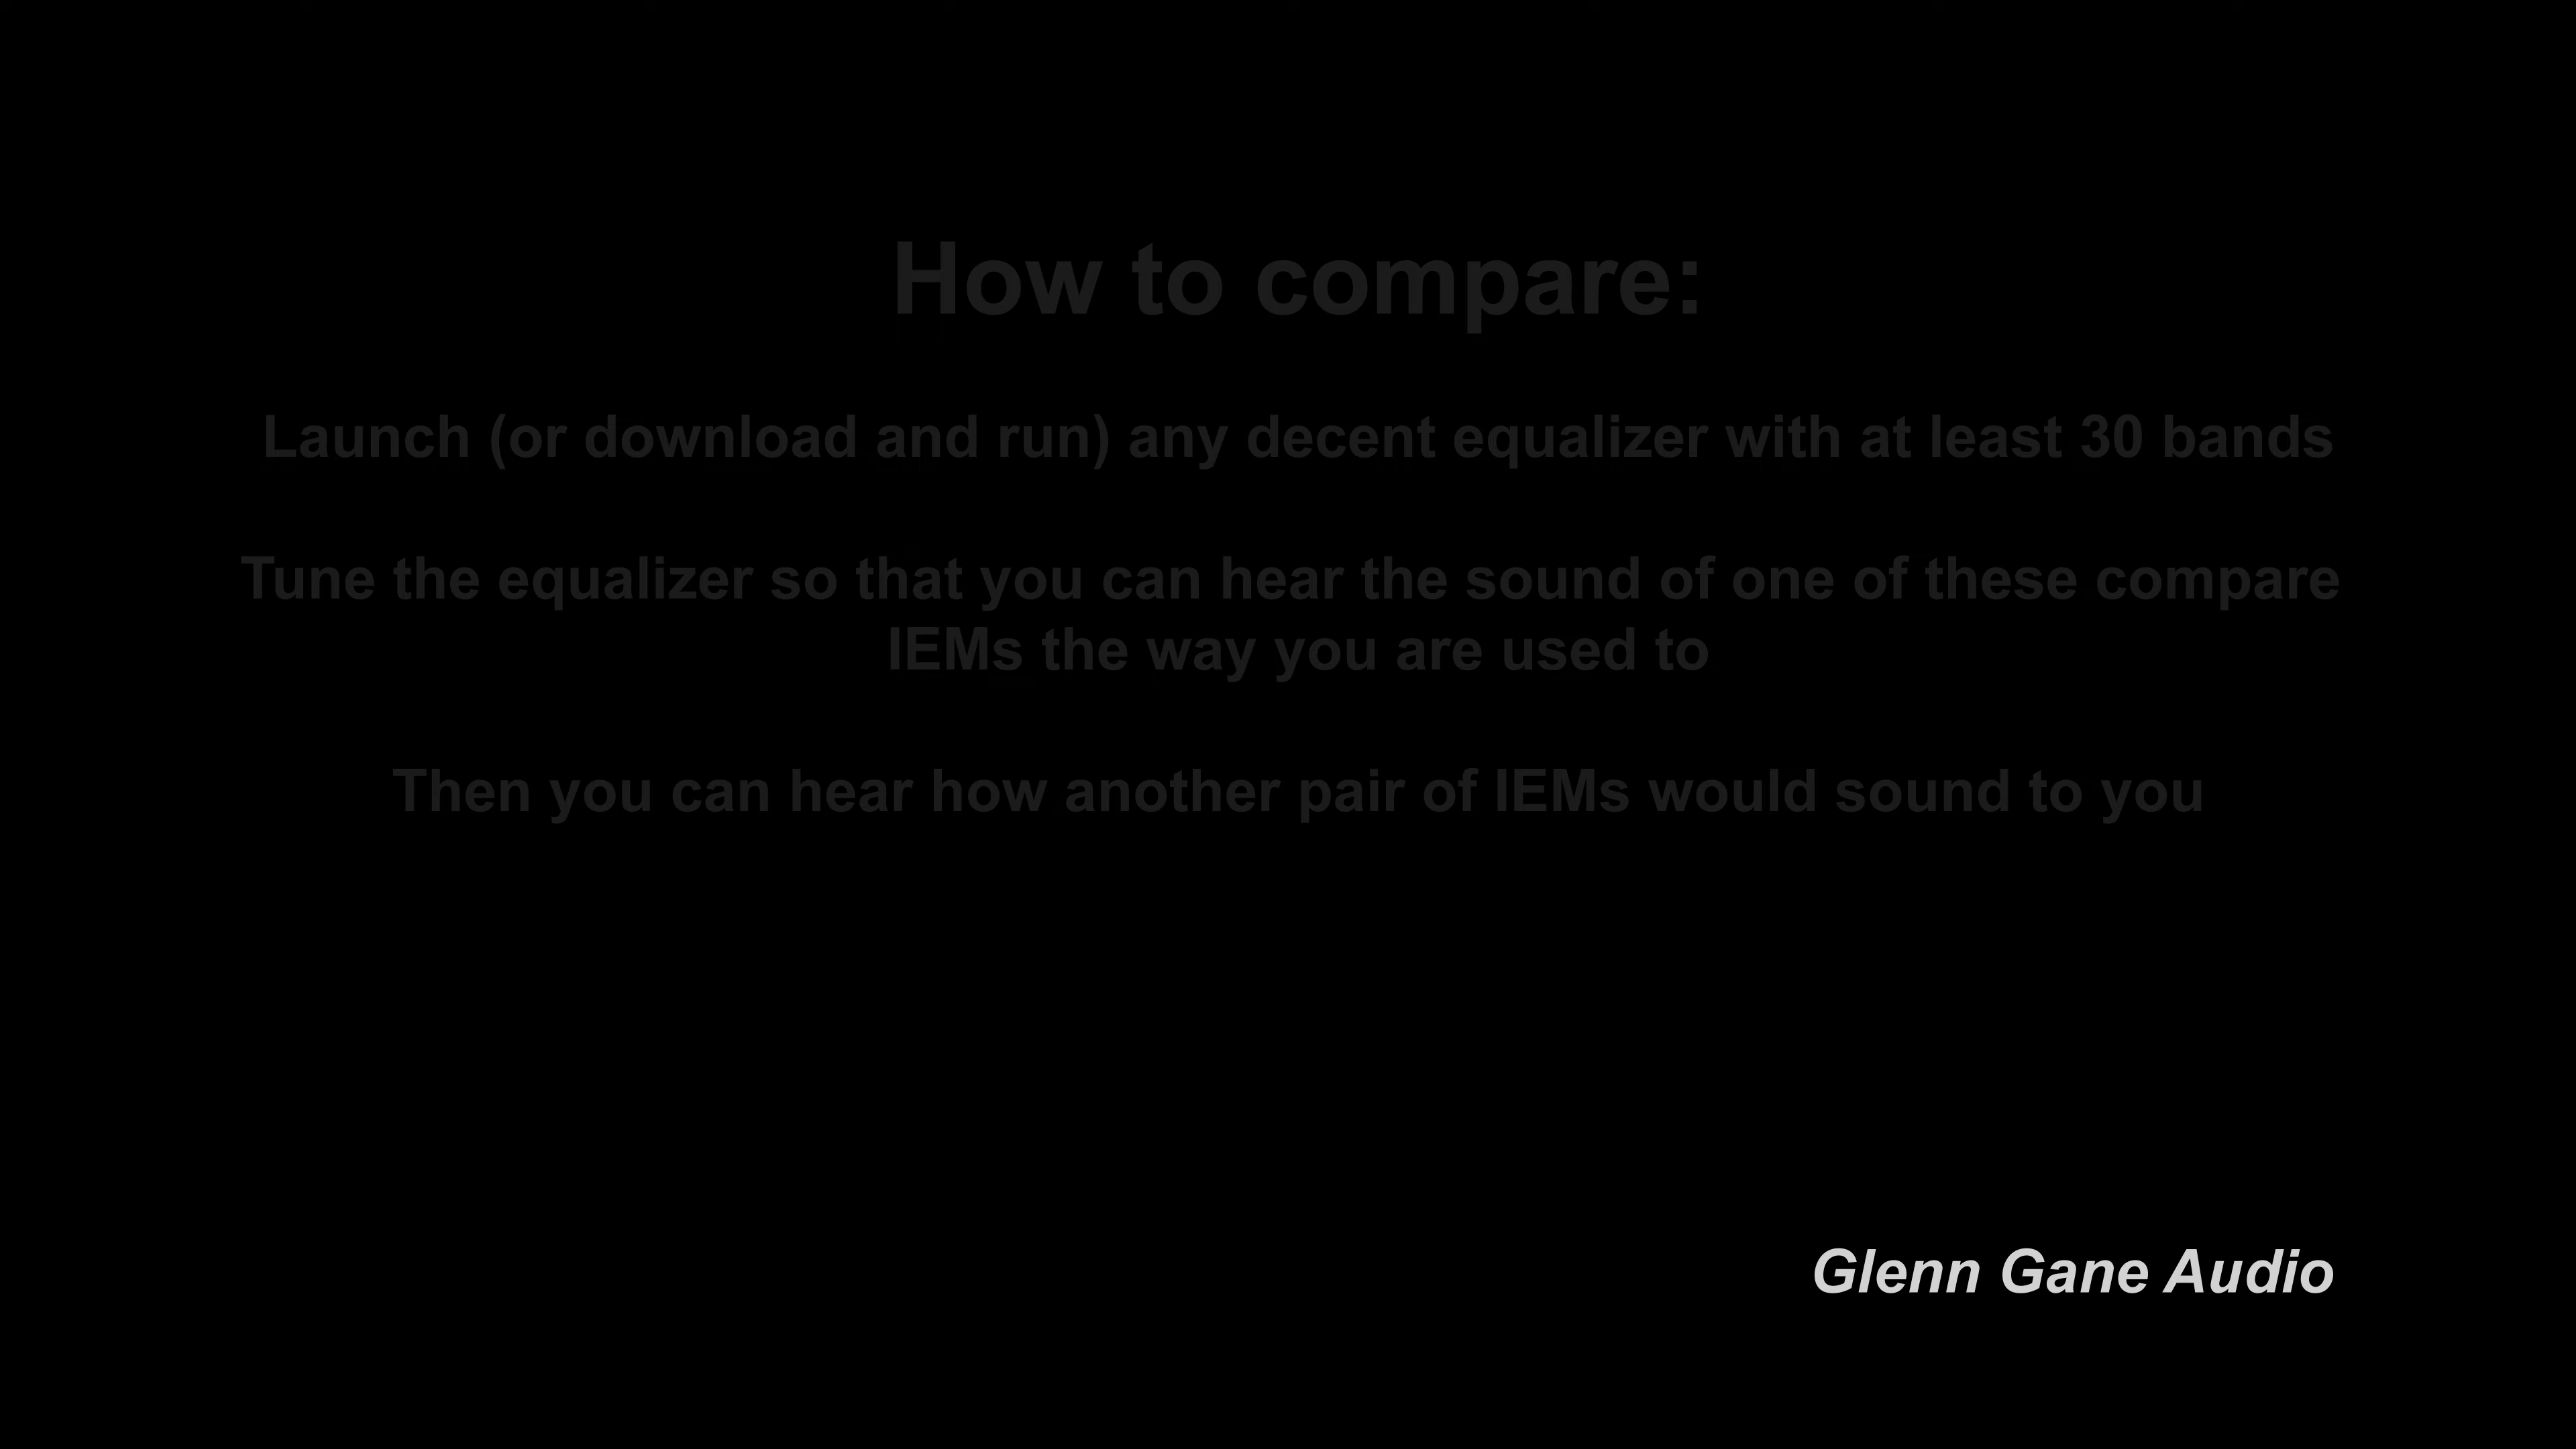 How to compare:
Launch (or download and run) any decent equalizer with at least 30 bands
Tune the equalizer so that you can hear the sound of one of these compare
IEMs the way you are used to
Then you can hear how another pair of IEMs would sound to you
Glenn Gane Audio